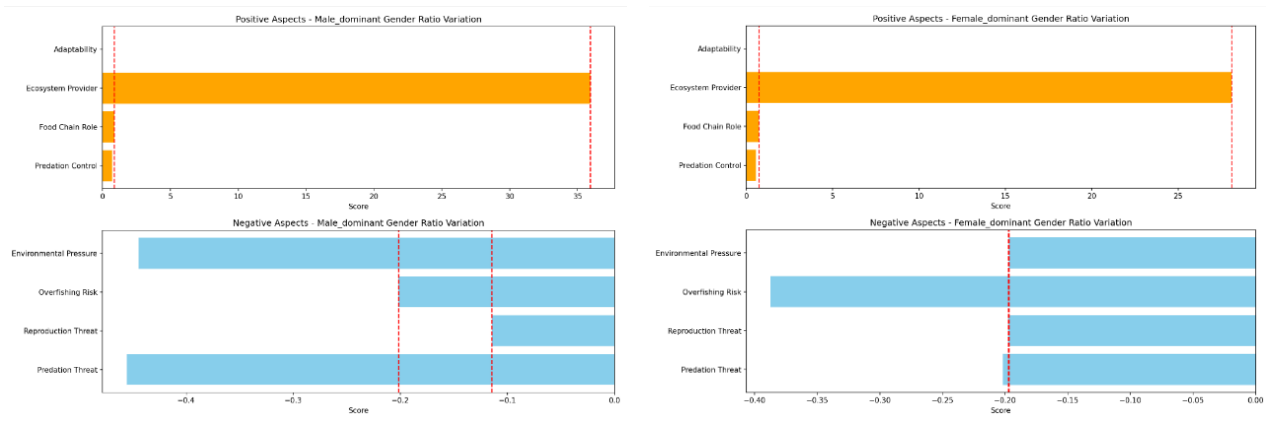 Positive Aspects - Male_dominant Gender Ratio Variation
Adaptability
Ecosystem Provider
Food Chain Role
Predation Control
0 5 10 15 20 25 30 35
Score
Positive Aspects - Female_dominant Gender Ratio Variation
Adaptability
Ecosystem Provider
Food Chain Role
Predation Control
0 5 10 15 20 25
Score
Negative Aspects - Male_dominant Gender Ratio Variation
Environmental Pressure
Overfishing Risk
Reproduction Threat
Predation Threat
−0.4 −0.3 −0.2 −0.1 0.0
Score
Negative Aspects - Female_dominant Gender Ratio Variation
Environmental Pressure
Overfishing Risk
Reproduction Threat
Predation Threat
−0.40 −0.35 −0.30 −0.25 −0.20 −0.15 −0.10 −0.05 0.00
Score